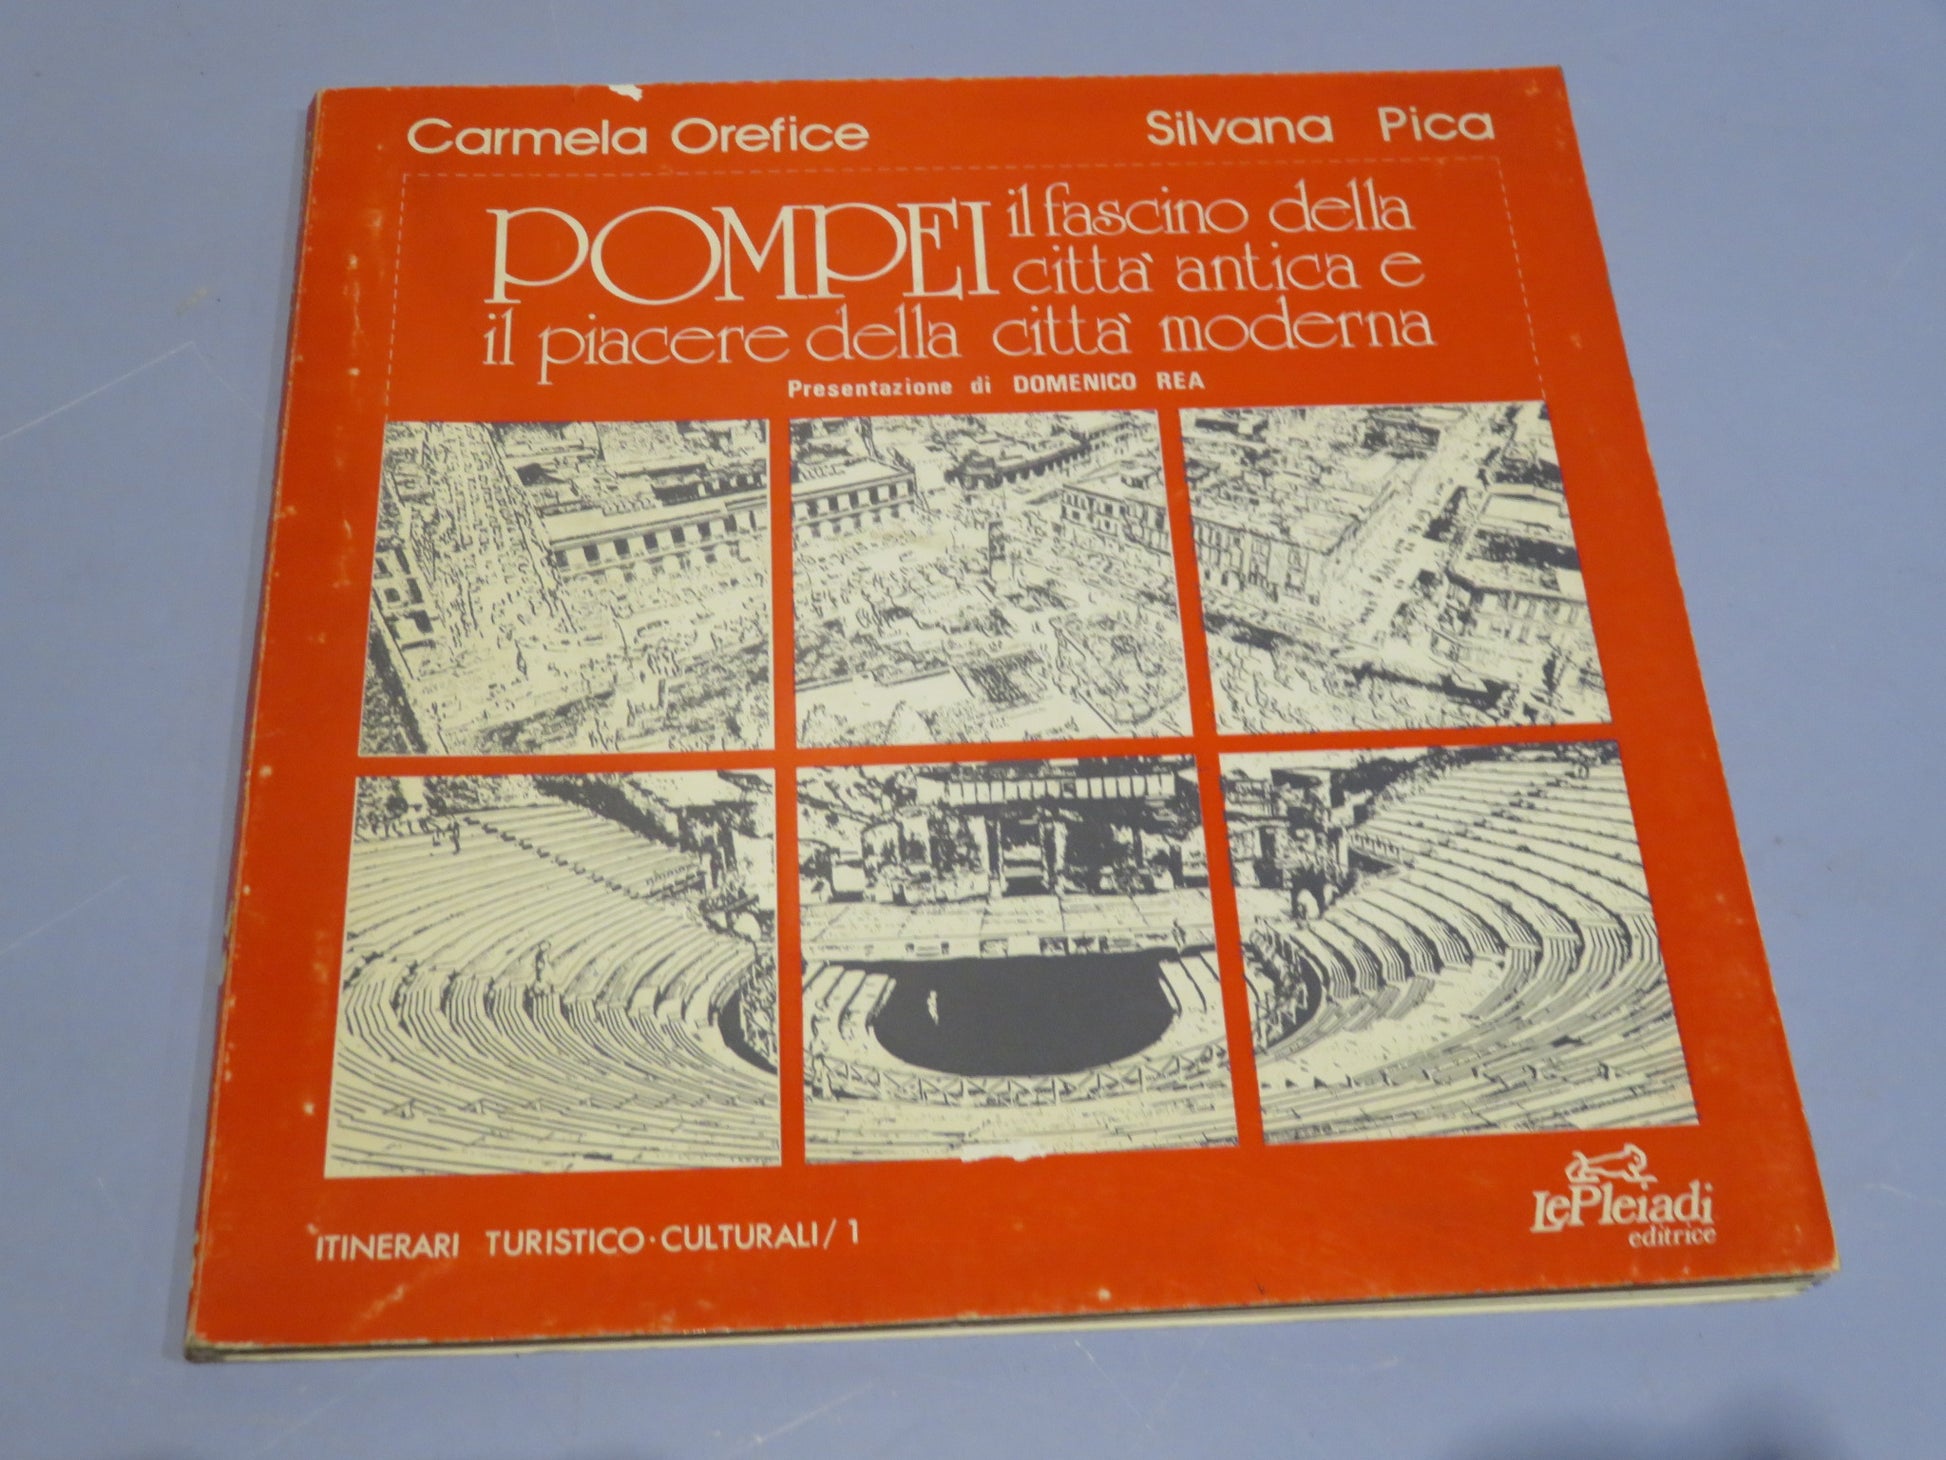 Carmela Orefice Silvana Pica
POMPEI il fascino della
città antica e
il piacere della città moderna
Presentazione di DOMENICO REA
ITINERARI TURISTICO·CULTURALI/1
LePleiadi
editrice